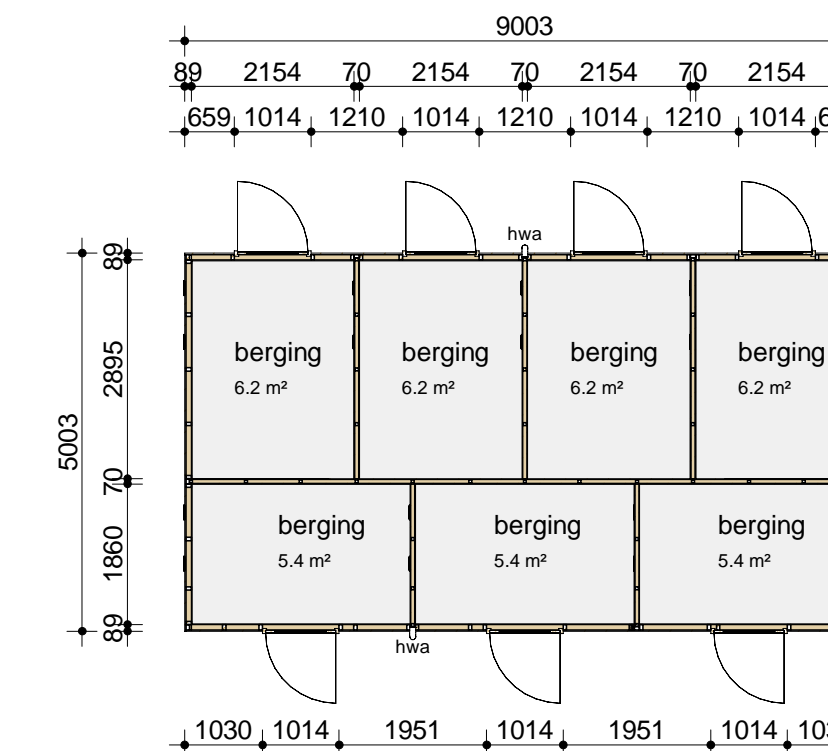 9003
89 2154 70 2154 70 2154 70 2154
659 1014 1210 1014 1210 1014 1210 1014
hwa
89
2895
5003
70
1860
89
berging berging berging berging
6.2 m² 6.2 m² 6.2 m² 6.2 m²
berging berging berging
5.4 m² 5.4 m² 5.4 m²
hwa
1030 1014 1951 1014 1951 1014